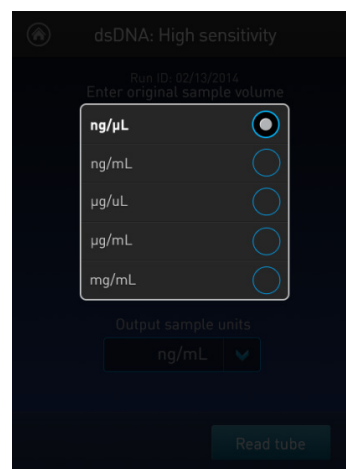 dsDNA: High sensitivity
Run ID: 02/13/2014
Enter original sample volume
ng/µL
ng/mL
µg/uL
µg/mL
mg/mL
Output sample units
ng/mL
Read tube